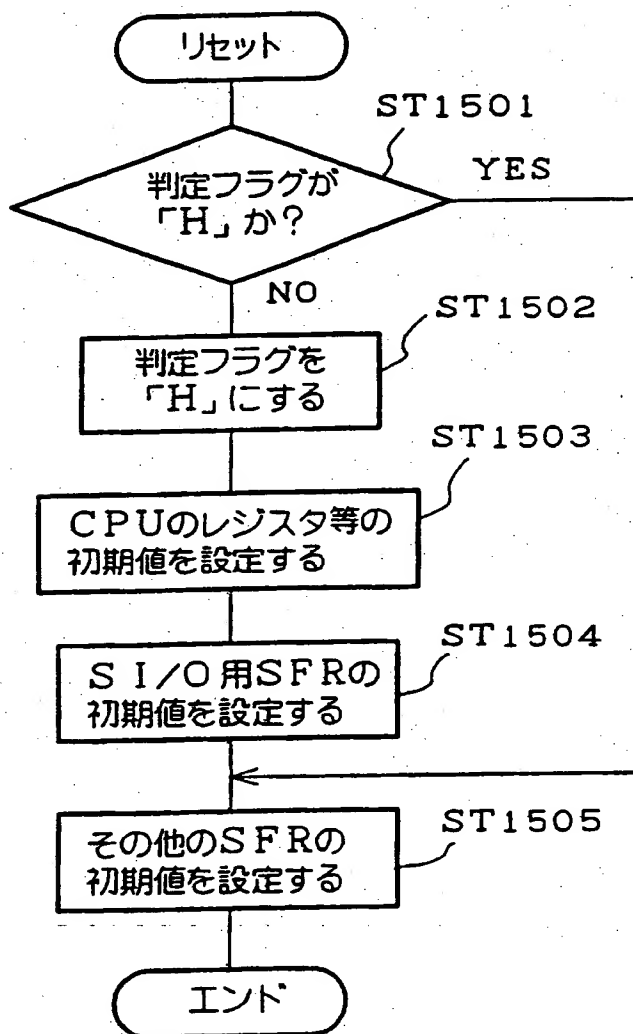 リセット
ST1501
判定フラグが
「H」か?
YES
NO
ST1502
判定フラグを
「H」にする
ST1503
CPUのレジスタ等の
初期値を設定する
ST1504
SI/O用SFRの
初期値を設定する
ST1505
その他のSFRの
初期値を設定する
エンド